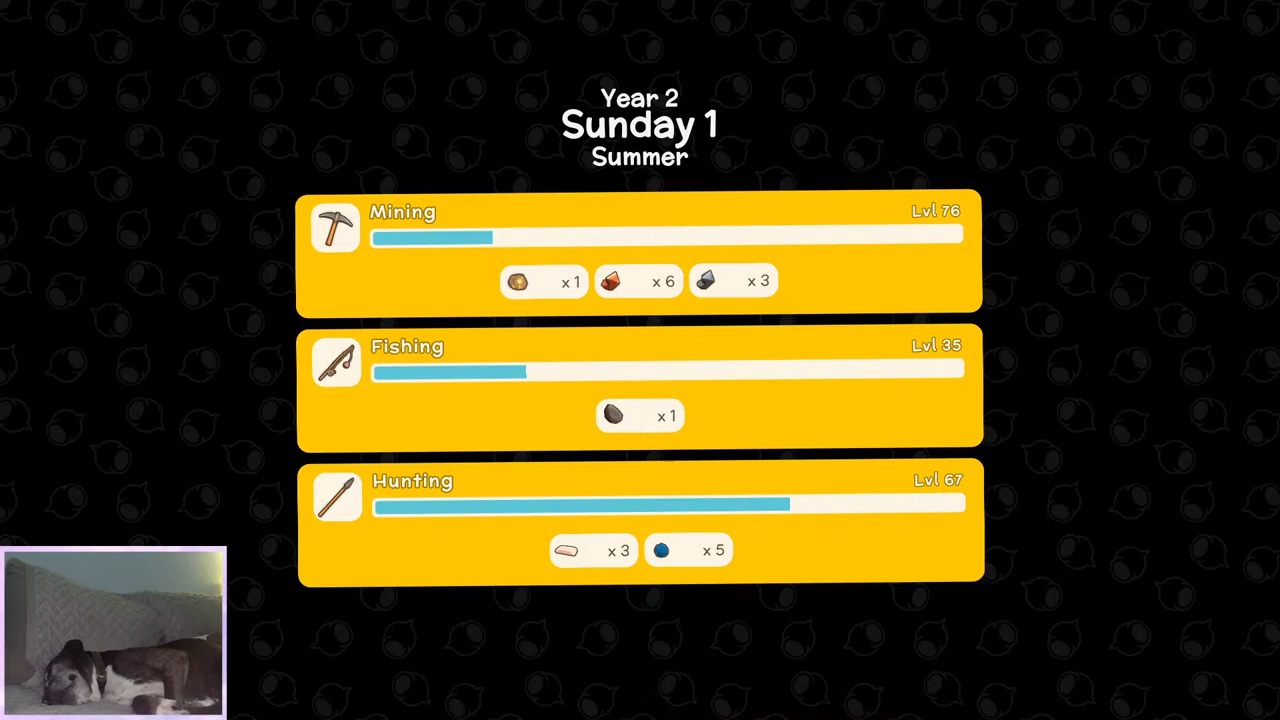 Year 2
Sunday 1
Summer
Mining Lvl 76
x 1 x 6 x 3
Fishing Lvl 35
x 1
Hunting Lvl 67
x 3 x 5